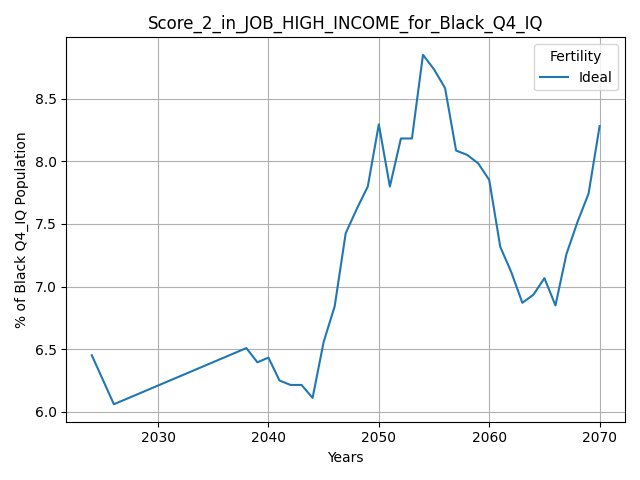 Score_2_in_JOB_HIGH_INCOME_for_Black_Q4_IQ
Fertility
Ideal
% of Black Q4_IQ Population
8.5
8.0
7.5
7.0
6.5
6.0
2030 2040 2050 2060 2070
Years